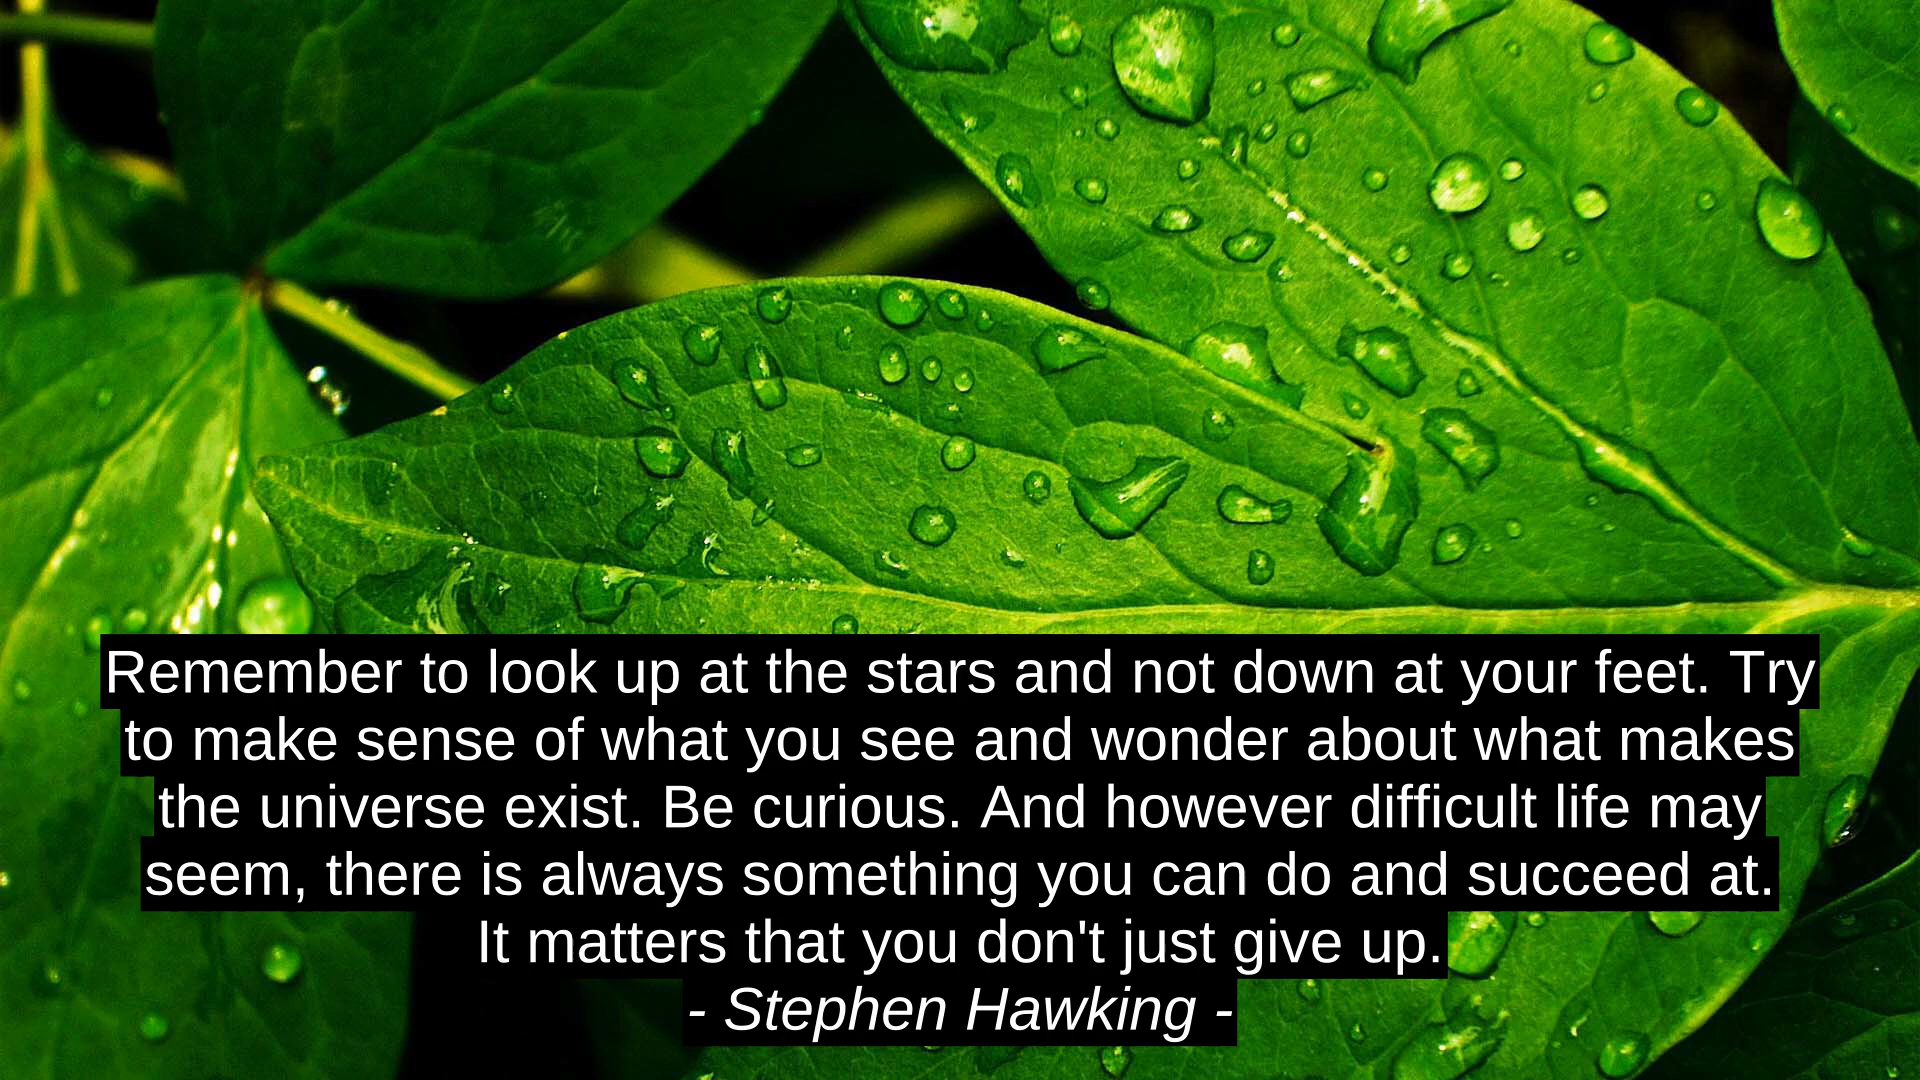 Remember to look up at the stars and not down at your feet. Try
to make sense of what you see and wonder about what makes
the universe exist. Be curious. And however difficult life may
seem, there is always something you can do and succeed at.
It matters that you don't just give up.
- Stephen Hawking -